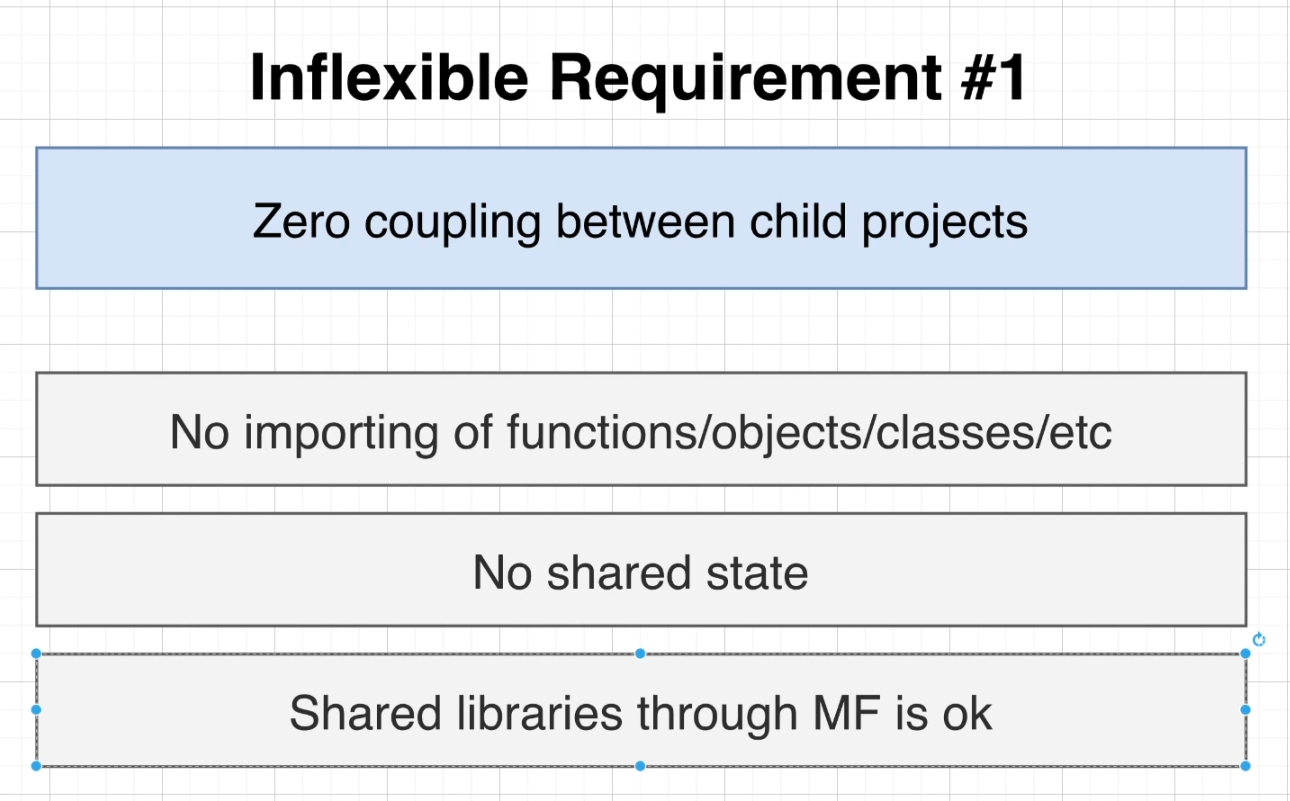 Inflexible Requirement #1
Zero coupling between child projects
No importing of functions/objects/classes/etc
No shared state
Shared libraries through MF is ok